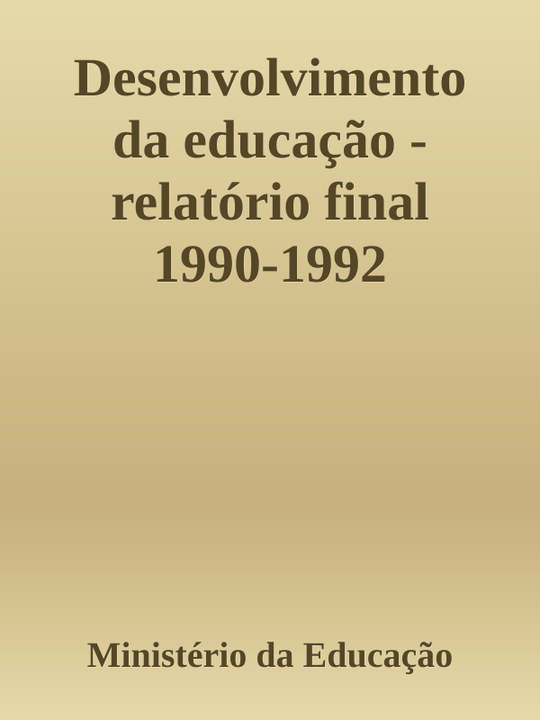 Desenvolvimento
da educação -
relatório final
1990-1992
Ministério da Educação